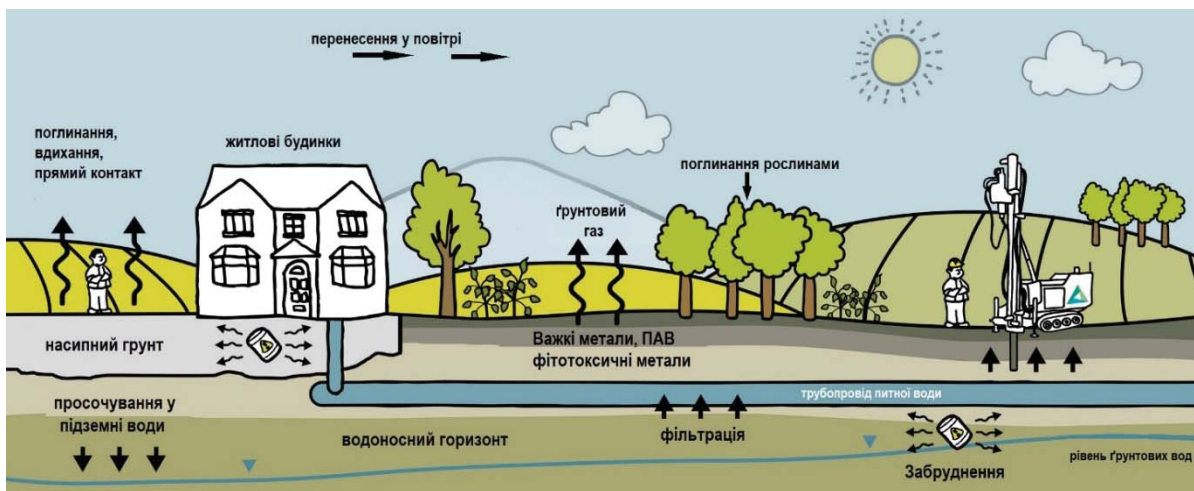 перенесення у повітрі
поглинання,
вдихання,
прямий контакт
житлові будинки
поглинання рослинами
ґрунтовий
газ
насипний грунт
Важкі метали, ПАВ
фітотоксичні метали
трубопровід питної води
просочування у
підземні води
водоносний горизонт
фільтрація
Забруднення
рівень ґрунтових вод